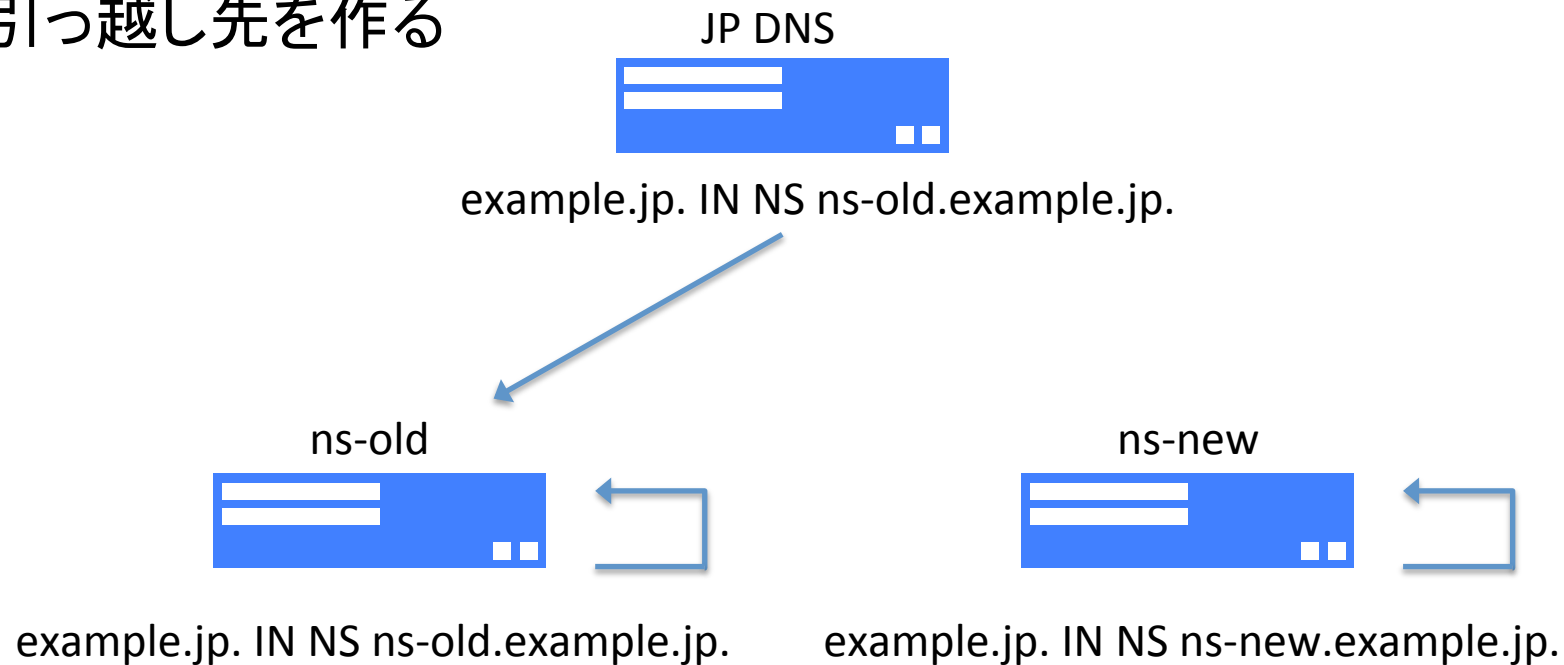 引っ越し先を作る
JP DNS
example.jp. IN NS ns-old.example.jp.
ns-old
ns-new
example.jp. IN NS ns-old.example.jp.
example.jp. IN NS ns-new.example.jp.